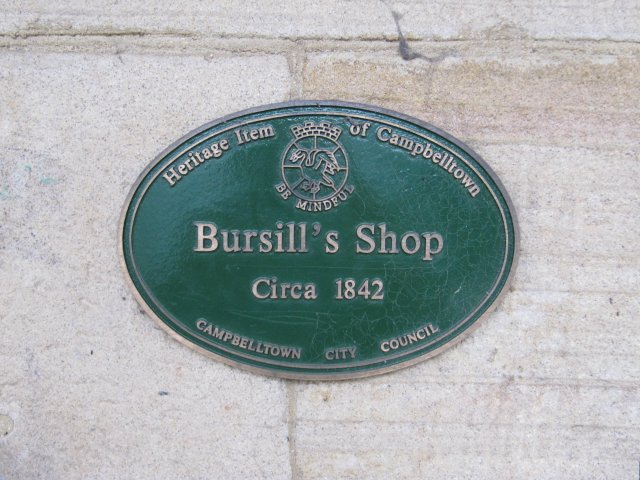 Heritage Item of Campbelltown
BE MINDFUL
Bursill's Shop
Circa 1842
CAMPBELLTOWN CITY COUNCIL